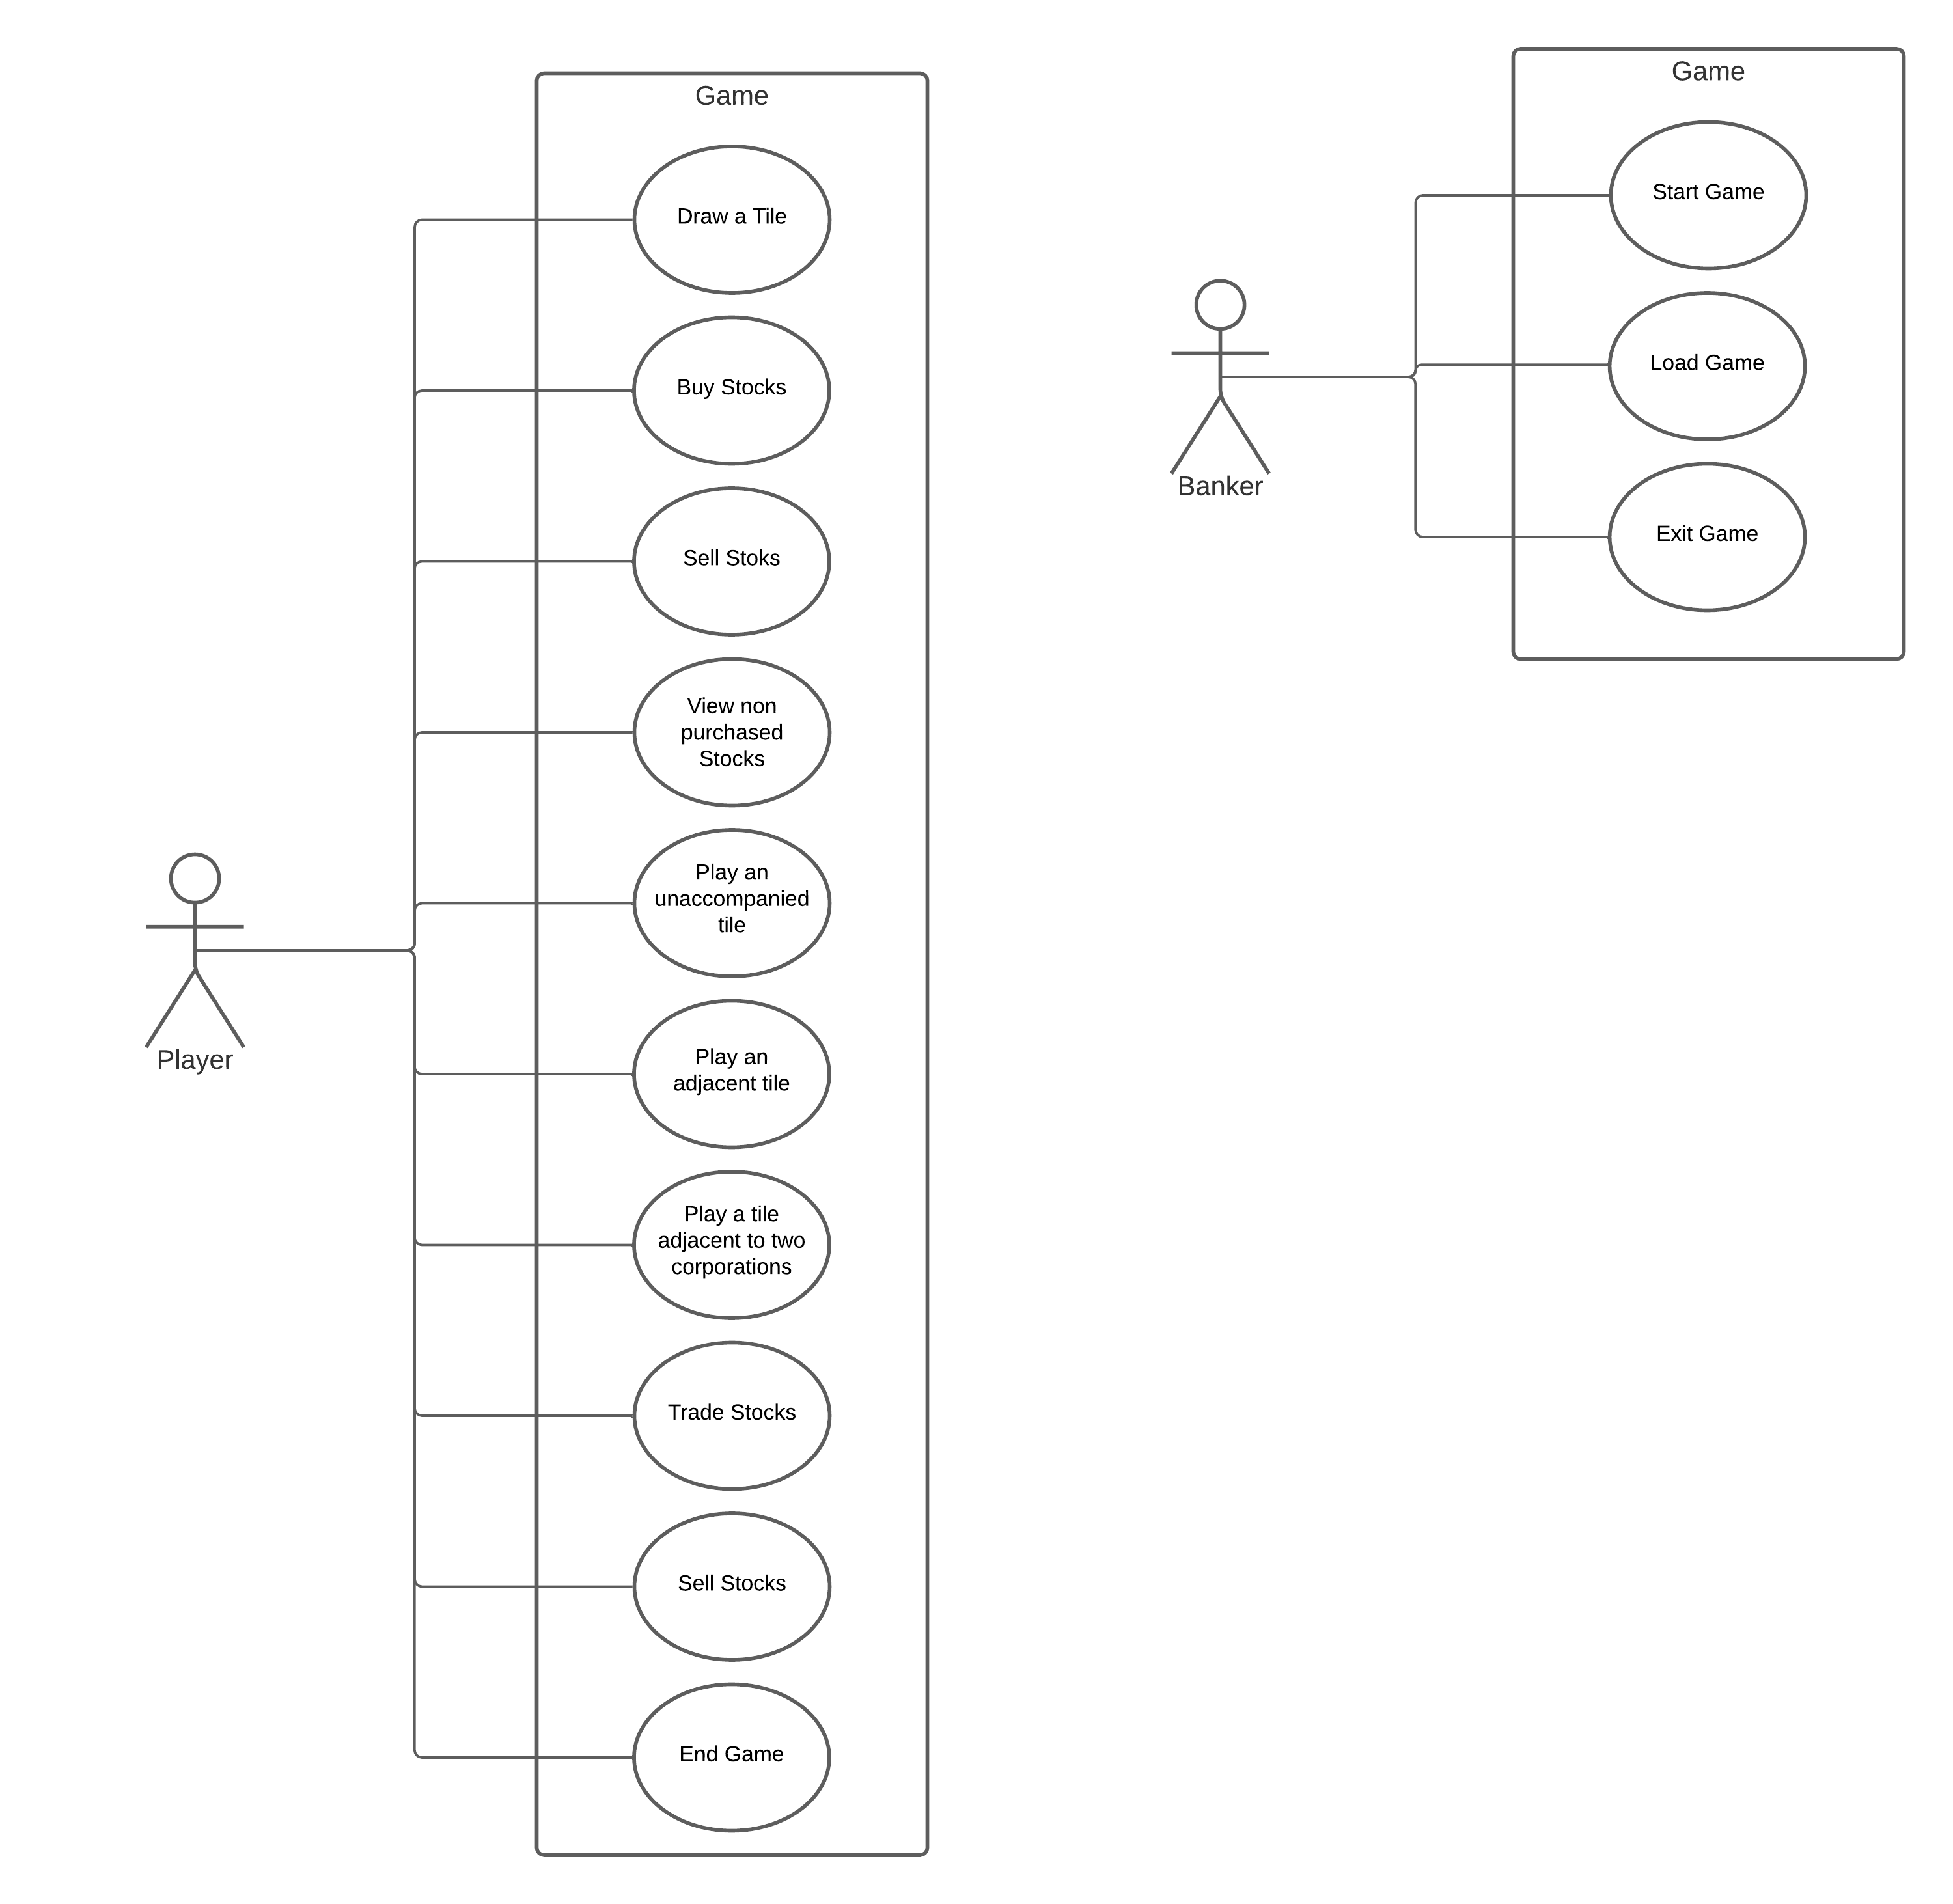 Game
Draw a Tile
Buy Stocks
Sell Stoks
View non
purchased
Stocks
Play an
unaccompanied
tile
Player
Play an
adjacent tile
Play a tile
adjacent to two
corporations
Trade Stocks
Sell Stocks
End Game
Game
Start Game
Load Game
Banker
Exit Game